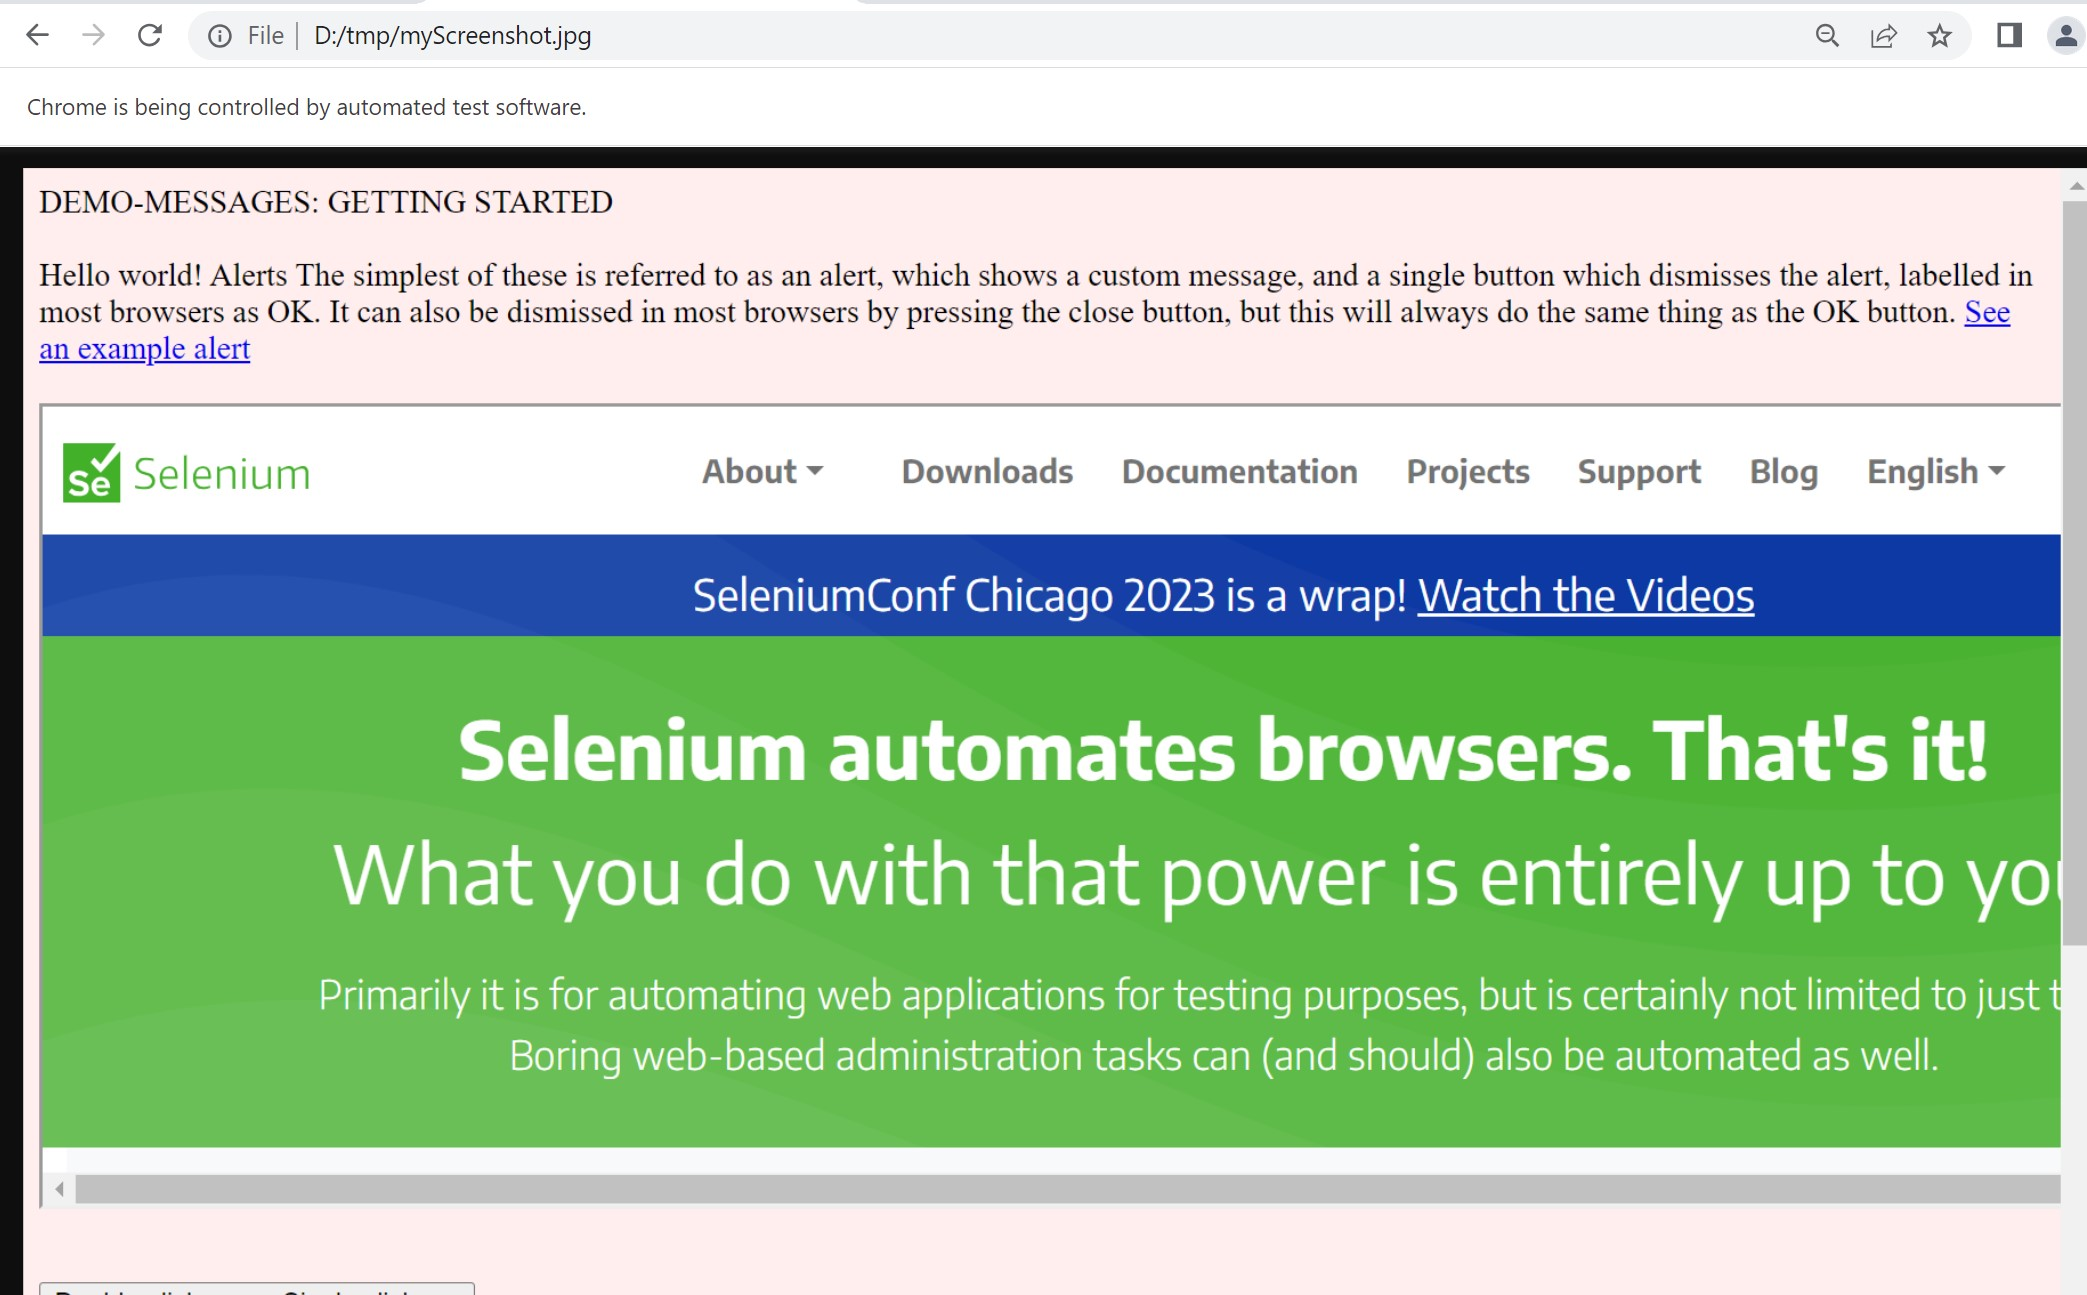 File | D:/tmp/myScreenshot.jpg
Chrome is being controlled by automated test software.
DEMO-MESSAGES: GETTING STARTED
Hello world! Alerts The simplest of these is referred to as an alert, which shows a custom message, and a single button which dismisses the alert, labelled in
most browsers as OK. It can also be dismissed in most browsers by pressing the close button, but this will always do the same thing as the OK button. See
an example alert
Se Selenium About Downloads Documentation Projects Support Blog English
SeleniumConf Chicago 2023 is a wrap! Watch the Videos
Selenium automates browsers. That's it!
What you do with that power is entirely up to
Primarily it is for automating web applications for testing purposes, but is certainly not limited to just
Boring web-based administration tasks can (and should) also be automated as well.